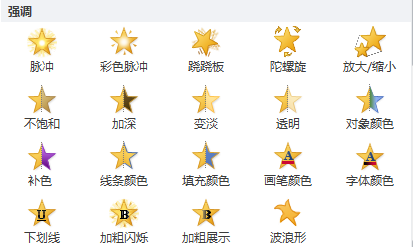 强调
脉冲 彩色脉冲 跷跷板 陀螺旋 放大/缩小
不饱和 加深 变淡 透明 对象颜色
补色 线条颜色 填充颜色 画笔颜色 字体颜色
下划线 加粗闪烁 加粗展示 波浪形